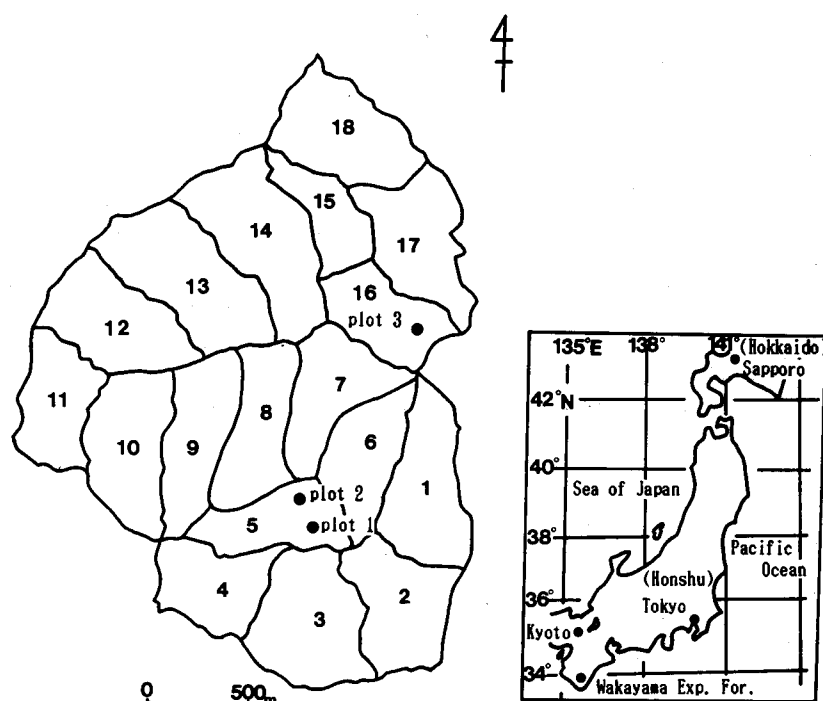 4
18
15
14
17
13
16
plot 3
12
7
11
8
6
10
9
1
plot 2
5
plot 1
4
2
3
0 500m
135°E 138° 141° (Hokkaido)
Sapporo
42°N
40°
Sea of Japan
38°
Pacific
Ocean
(Honshu)
36°
Tokyo
Kyoto
34°
Wakayama Exp. For.